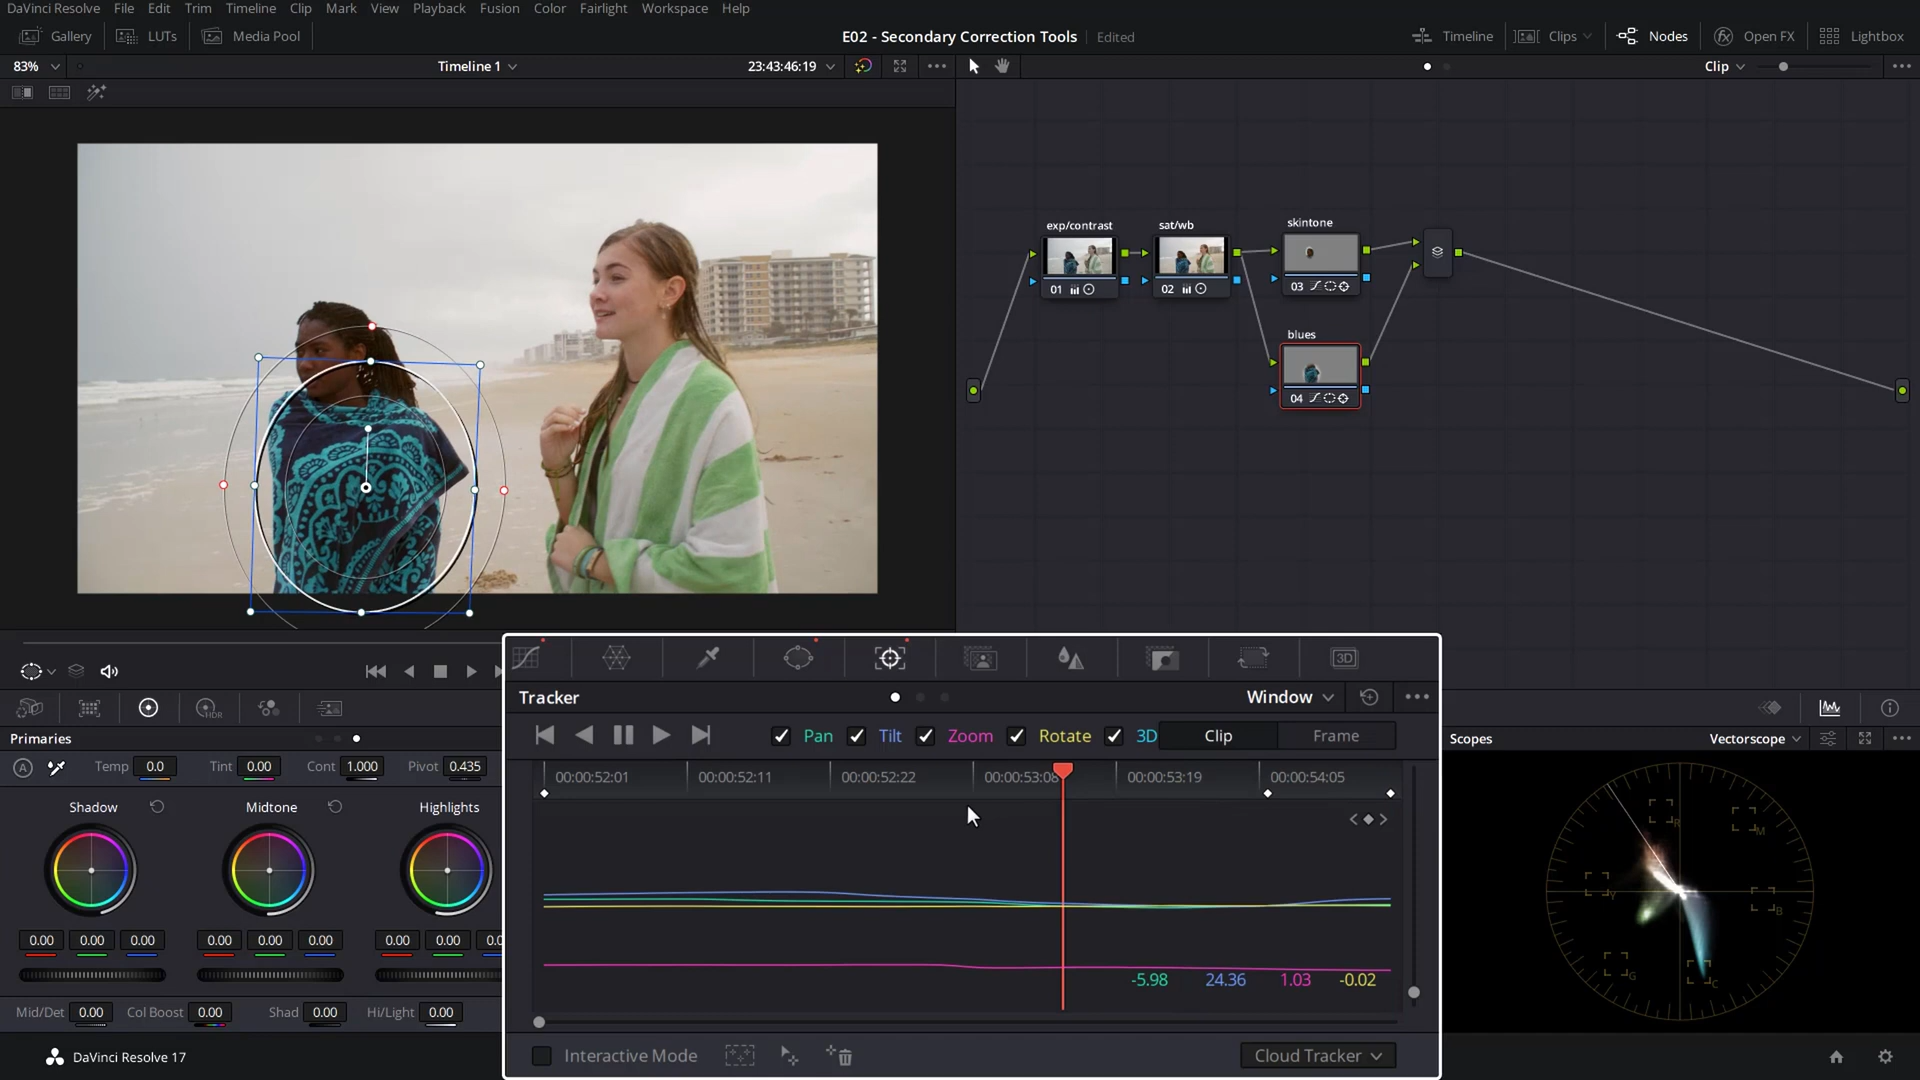 DaVinci Resolve File Edit Trim Timeline Clip Mark View Playback Fusion Color Fairlight Workspace Help
Gallery LUTs Media Pool E02 - Secondary Correction Tools Edited Timeline Clips Nodes Open FX Lightbox
83% Timeline 1 23:43:46:19 Clip
exp/contrast sat/wb skintone
01 02 03
blues
04
Tracker Window
Pan Tilt Zoom Rotate 3D Clip Frame
00:00:52:01 00:00:52:11 00:00:52:22 00:00:53:08 00:00:53:19 00:00:54:05
-5.98 24.36 1.03 -0.02
Interactive Mode Cloud Tracker
HDR
3D
Primaries
A Temp 0.0 Tint 0.00 Cont 1.000 Pivot 0.435
Shadow Midtone Highlights
0.00 0.00 0.00 0.00 0.00 0.00 0.00 0.00
Mid/Det 0.00 Col Boost 0.00 Shad 0.00 Hi/Light 0.00
Scopes Vectorscope
R M
Y B
G C
DaVinci Resolve 17